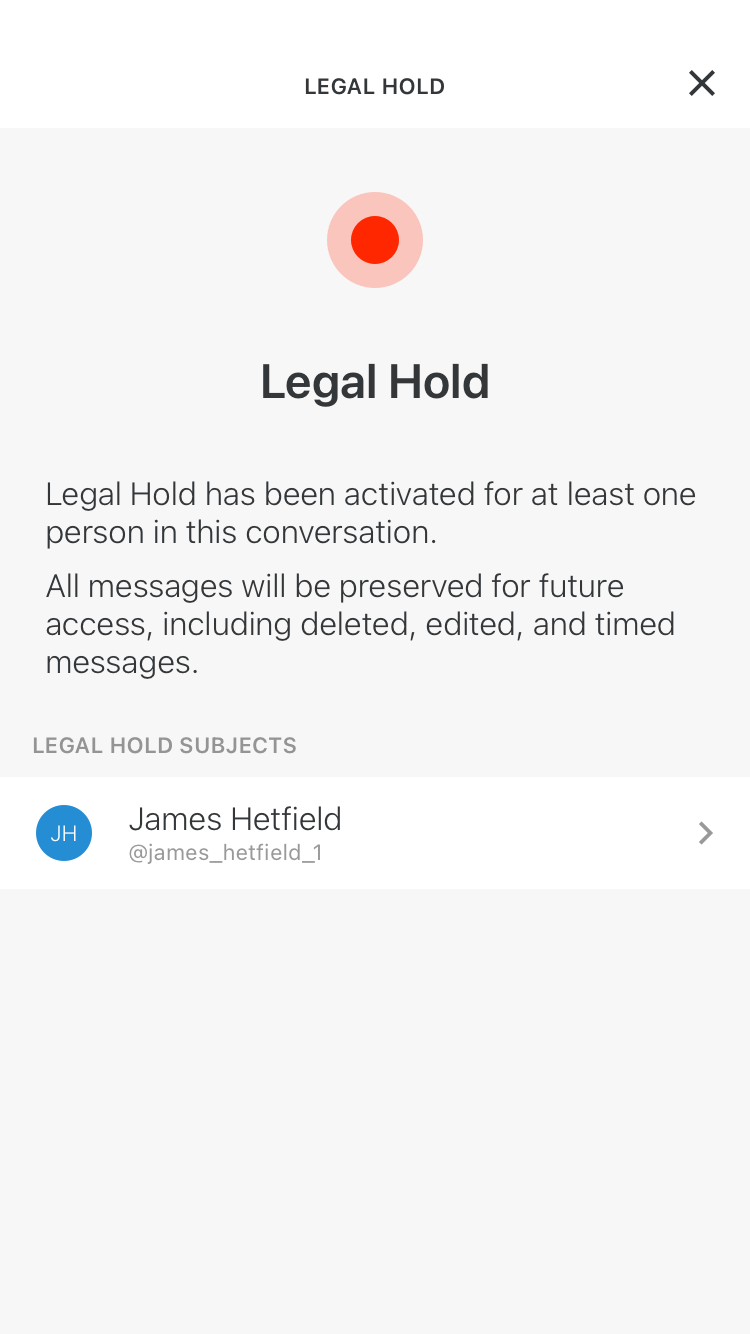 LEGAL HOLD
Legal Hold
Legal Hold has been activated for at least one
person in this conversation.
All messages will be preserved for future
access, including deleted, edited, and timed
messages.
LEGAL HOLD SUBJECTS
JH
James Hetfield
@james_hetfield_1